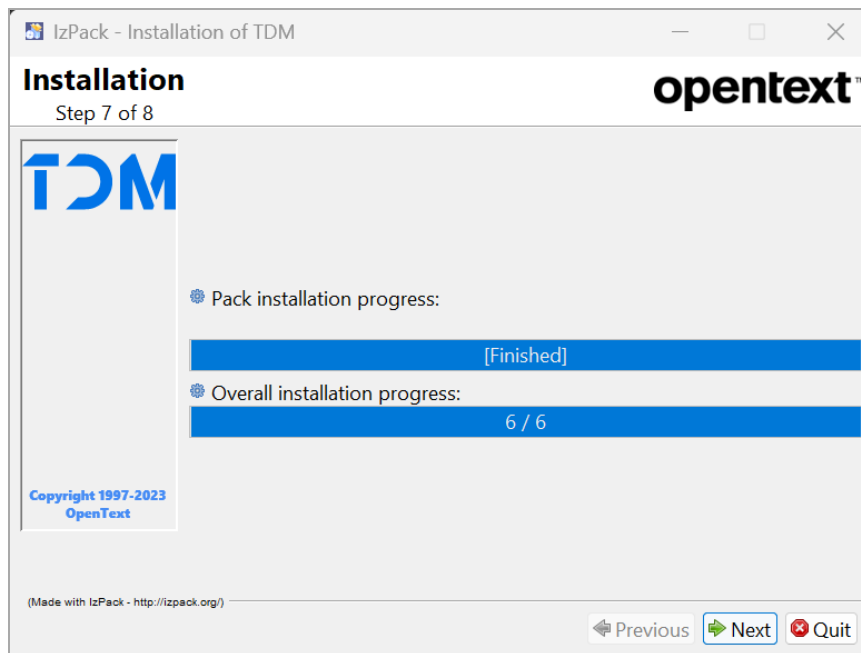 IzPack - Installation of TDM
Installation
opentext™
Step 7 of 8
TDM
Pack installation progress:
[Finished]
Overall installation progress:
6 / 6
Copyright 1997-2023
OpenText
(Made with IzPack - http://izpack.org/)
Previous
Next
Quit